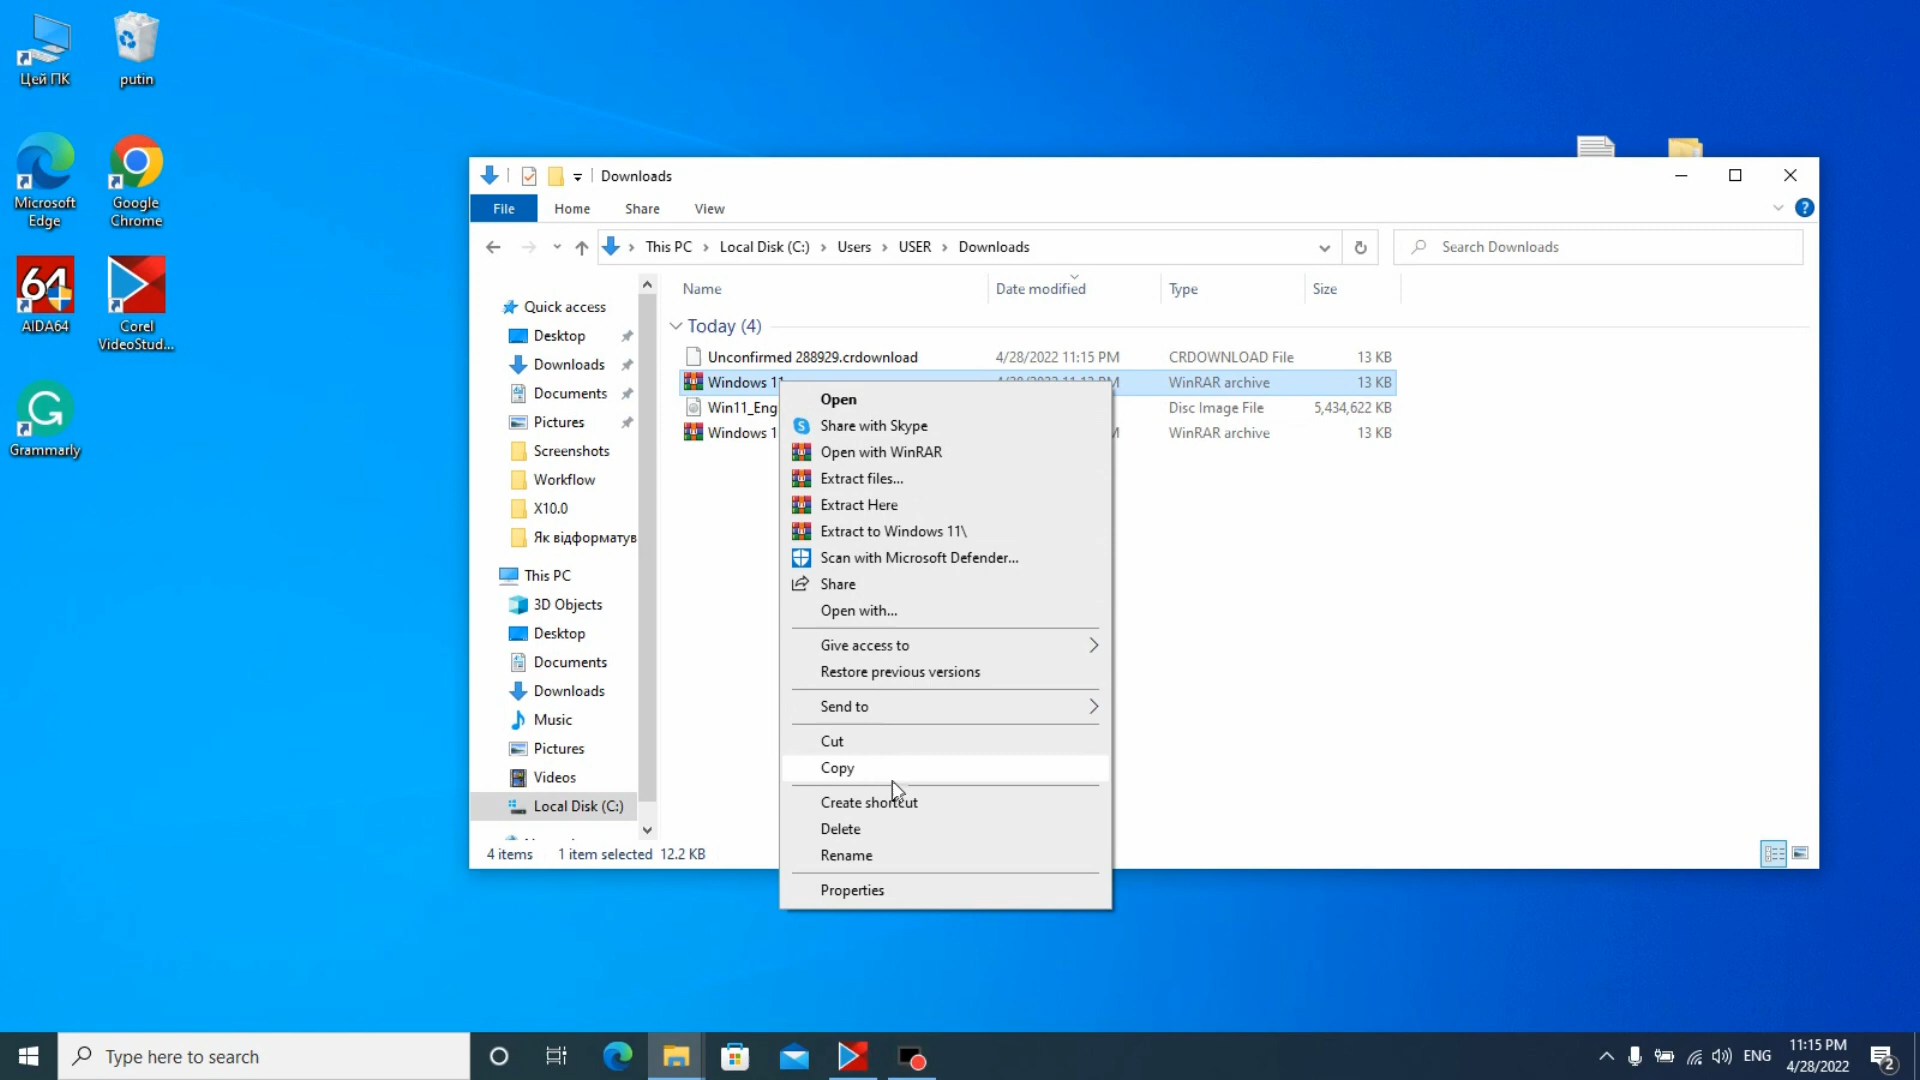 Цей ПК
putin
Microsoft
Edge
Google
Chrome
64
AIDA64
Corel
VideoStud...
Grammarly
Downloads
File
Home
Share
View
?
This PC
Local Disk (C:)
Users
USER
Downloads
Search Downloads
Name
Date modified
Type
Size
Quick access
Desktop
Downloads
Documents
Pictures
Screenshots
Workflow
X10.0
Як відформатув
This PC
3D Objects
Desktop
Documents
Downloads
Music
Pictures
Videos
Local Disk (C:)
Today (4)
Unconfirmed 288929.crdownload 4/28/2022 11:15 PM CRDOWNLOAD File 13 KB
Windows 11 WinRAR archive 13 KB
Win11_Eng Disc Image File 5,434,622 KB
Windows 1 WinRAR archive 13 KB
Open
Share with Skype
Open with WinRAR
Extract files...
Extract Here
Extract to Windows 11\
Scan with Microsoft Defender...
Share
Open with...
Give access to
Restore previous versions
Send to
Cut
Copy
Create shortcut
Delete
Rename
Properties
4 items
1 item selected 12.2 KB
Type here to search
ENG
11:15 PM
4/28/2022
2